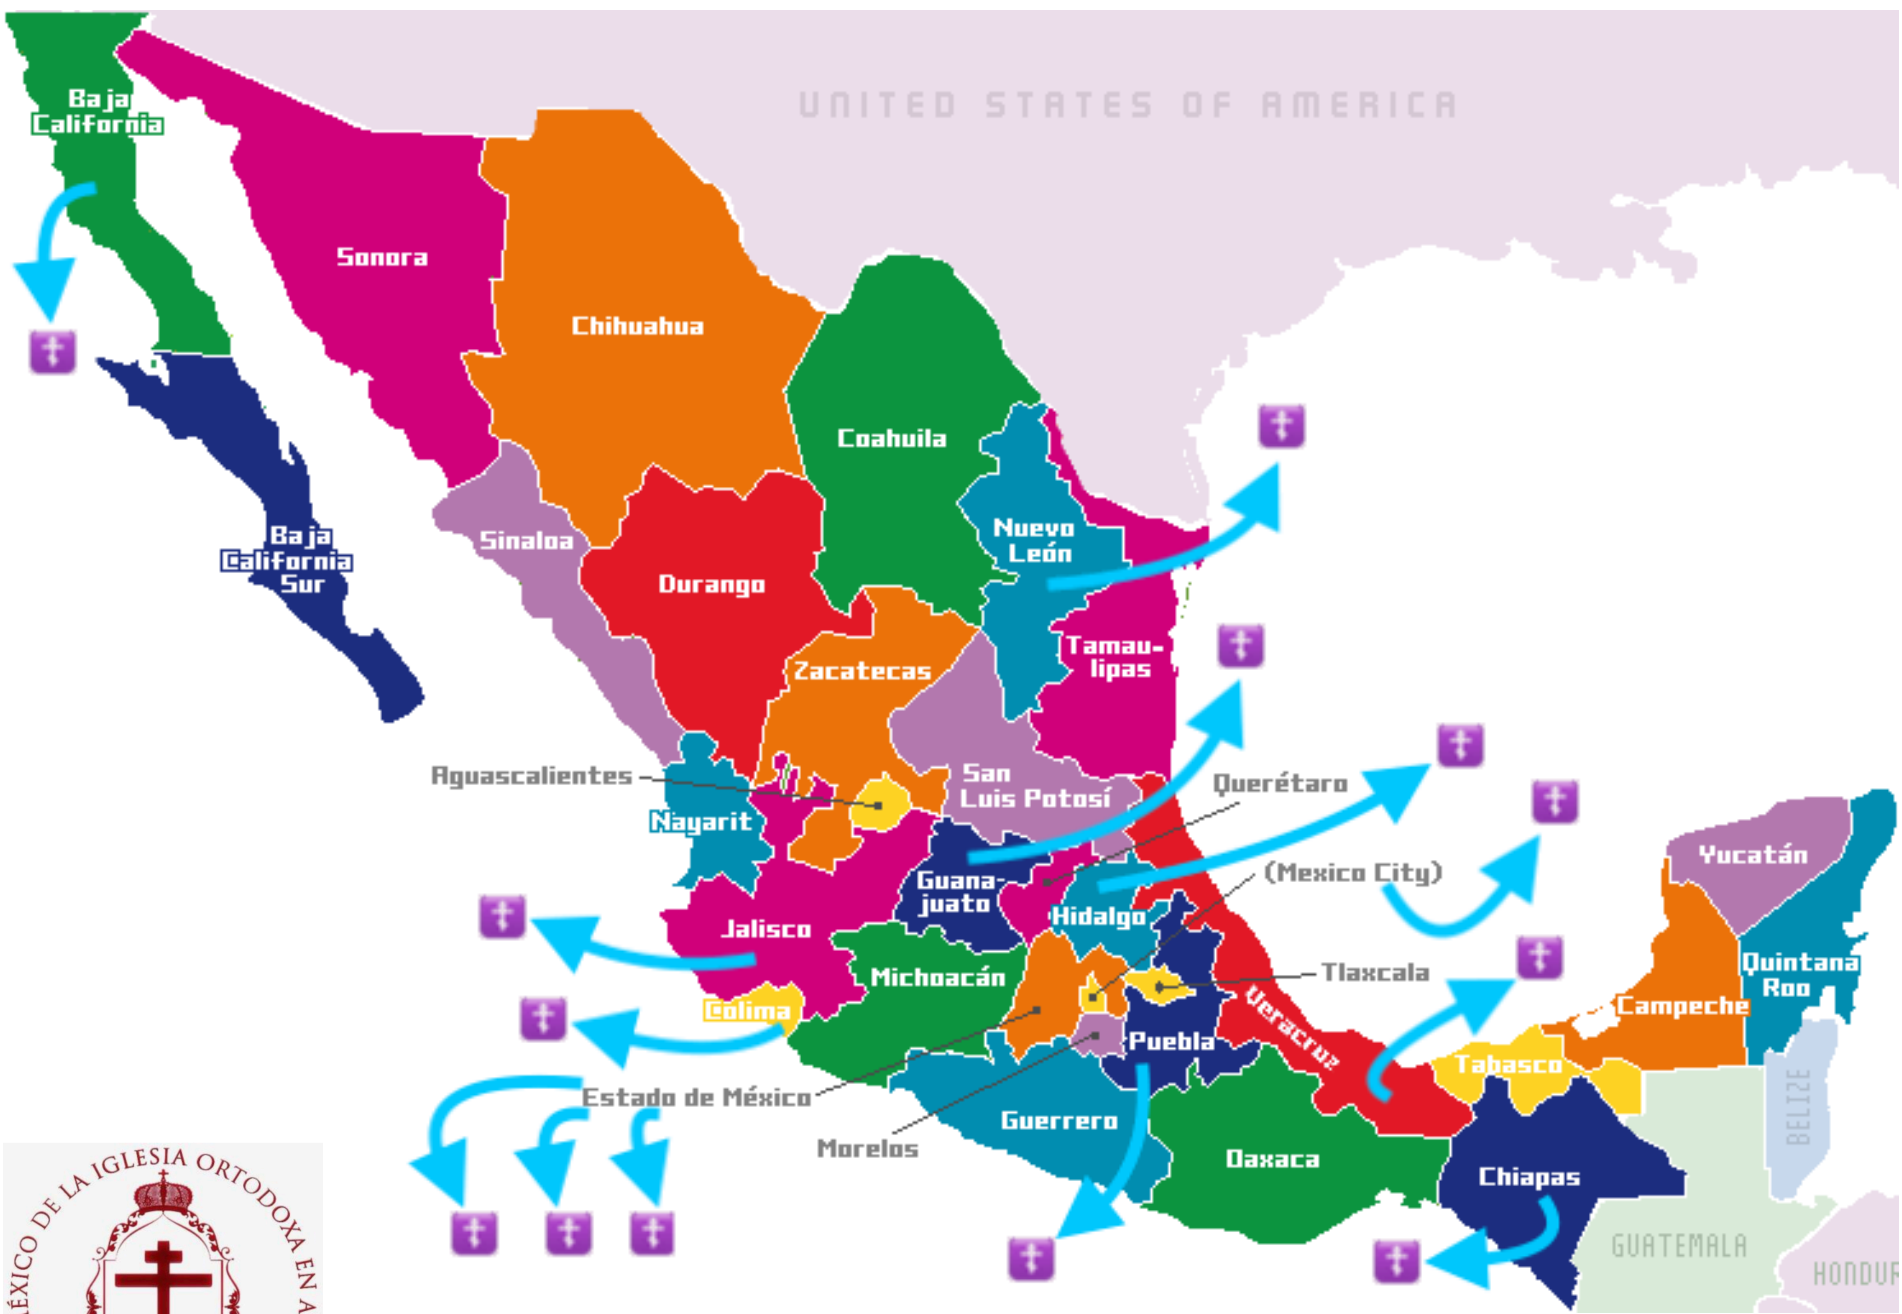 UNITED STATES OF AMERICA
Baja
California
Sonora
Chihuahua
Coahuila
Nuevo
León
Baja
California
Sur
Sinaloa
Durango
Tamau-
lipas
Zacatecas
Aguascalientes
San
Luis Potosí
Querétaro
Nayarit
Yucatán
(Mexico City)
Guana-
juato
Hidalgo
Jalisco
Michoacán
Tlaxcala
Quintana
Roo
Colima
Veracruz
Campeche
Puebla
Tabasco
Estado de México
Guerrero
BELIZE
Morelos
Oaxaca
Chiapas
GUATEMALA
HONDUR
ÉXICO DE LA IGLESIA ORTODOXA EN A